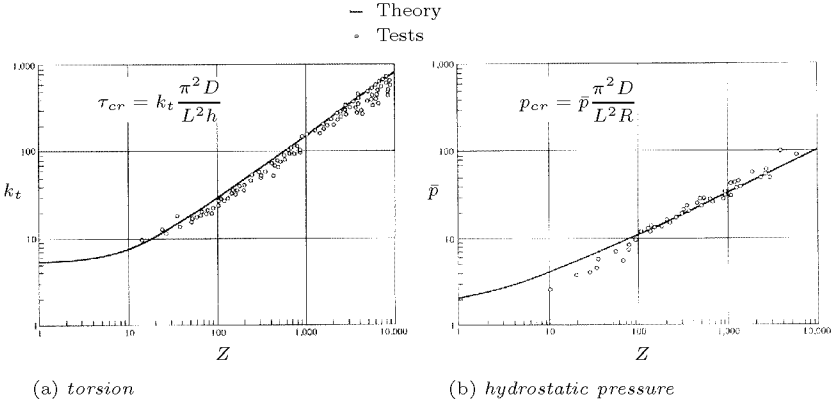 — Theory
∘ Tests
1,000
100
k_t
10
1
τ_cr = k_t π²D / L²h
1
10
100
1,000
10,000
Z
(a) torsion
1,000
100
p̄
10
1
p_cr = p̄ π²D / L²R
1
10
100
1,000
10,000
Z
(b) hydrostatic pressure